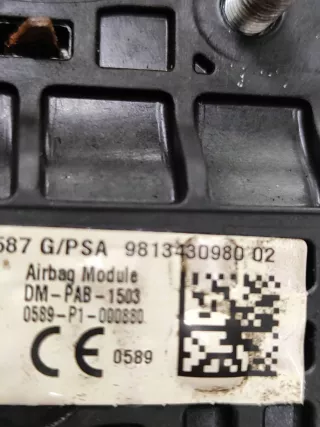 587 G/PSA 9813430980 02
Airbag Module
DM-PAB-1503
0589-P1-000880
CE 0589